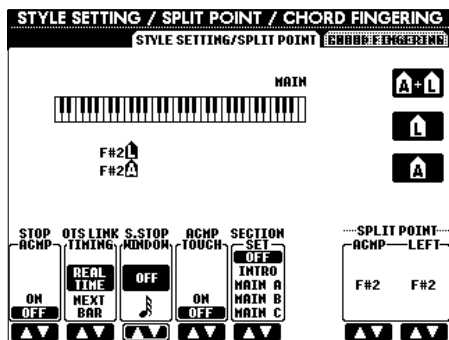 STYLE SETTING / SPLIT POINT / CHORD FINGERING
STYLE SETTING/SPLIT POINT CHORD FINGERING
MAIN
A+L
L
A
F#2 L
F#2 A
STOP ACMP
OTS LINK TIMING
S.STOP WINDOW
ACMP TOUCH
SECTION SET
SPLIT POINT
ACMP LEFT
ON
OFF
REAL TIME
NEXT BAR
OFF
ON
OFF
OFF
INTRO
MAIN A
MAIN B
MAIN C
F#2 F#2